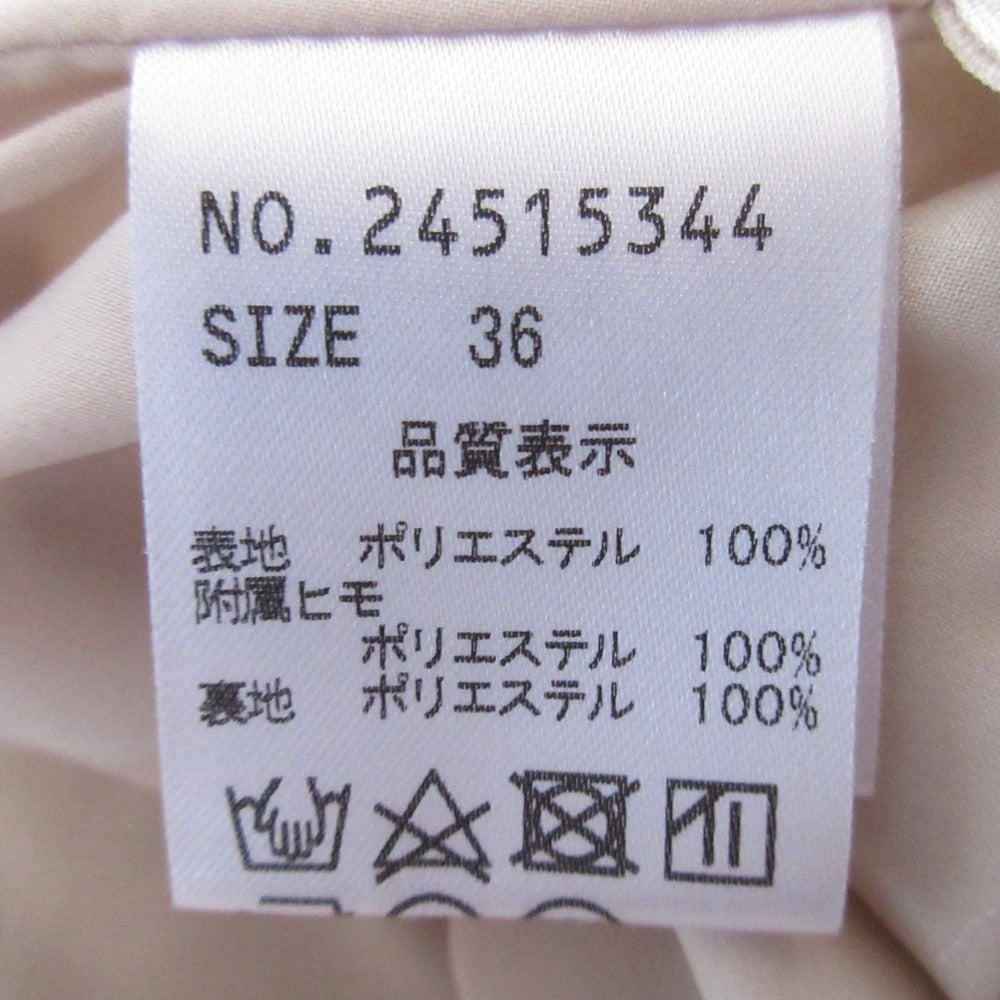 NO.24515344
SIZE 36
品質表示
表地 ポリエステル 100%
附属ヒモ
ポリエステル 100%
裏地 ポリエステル 100%